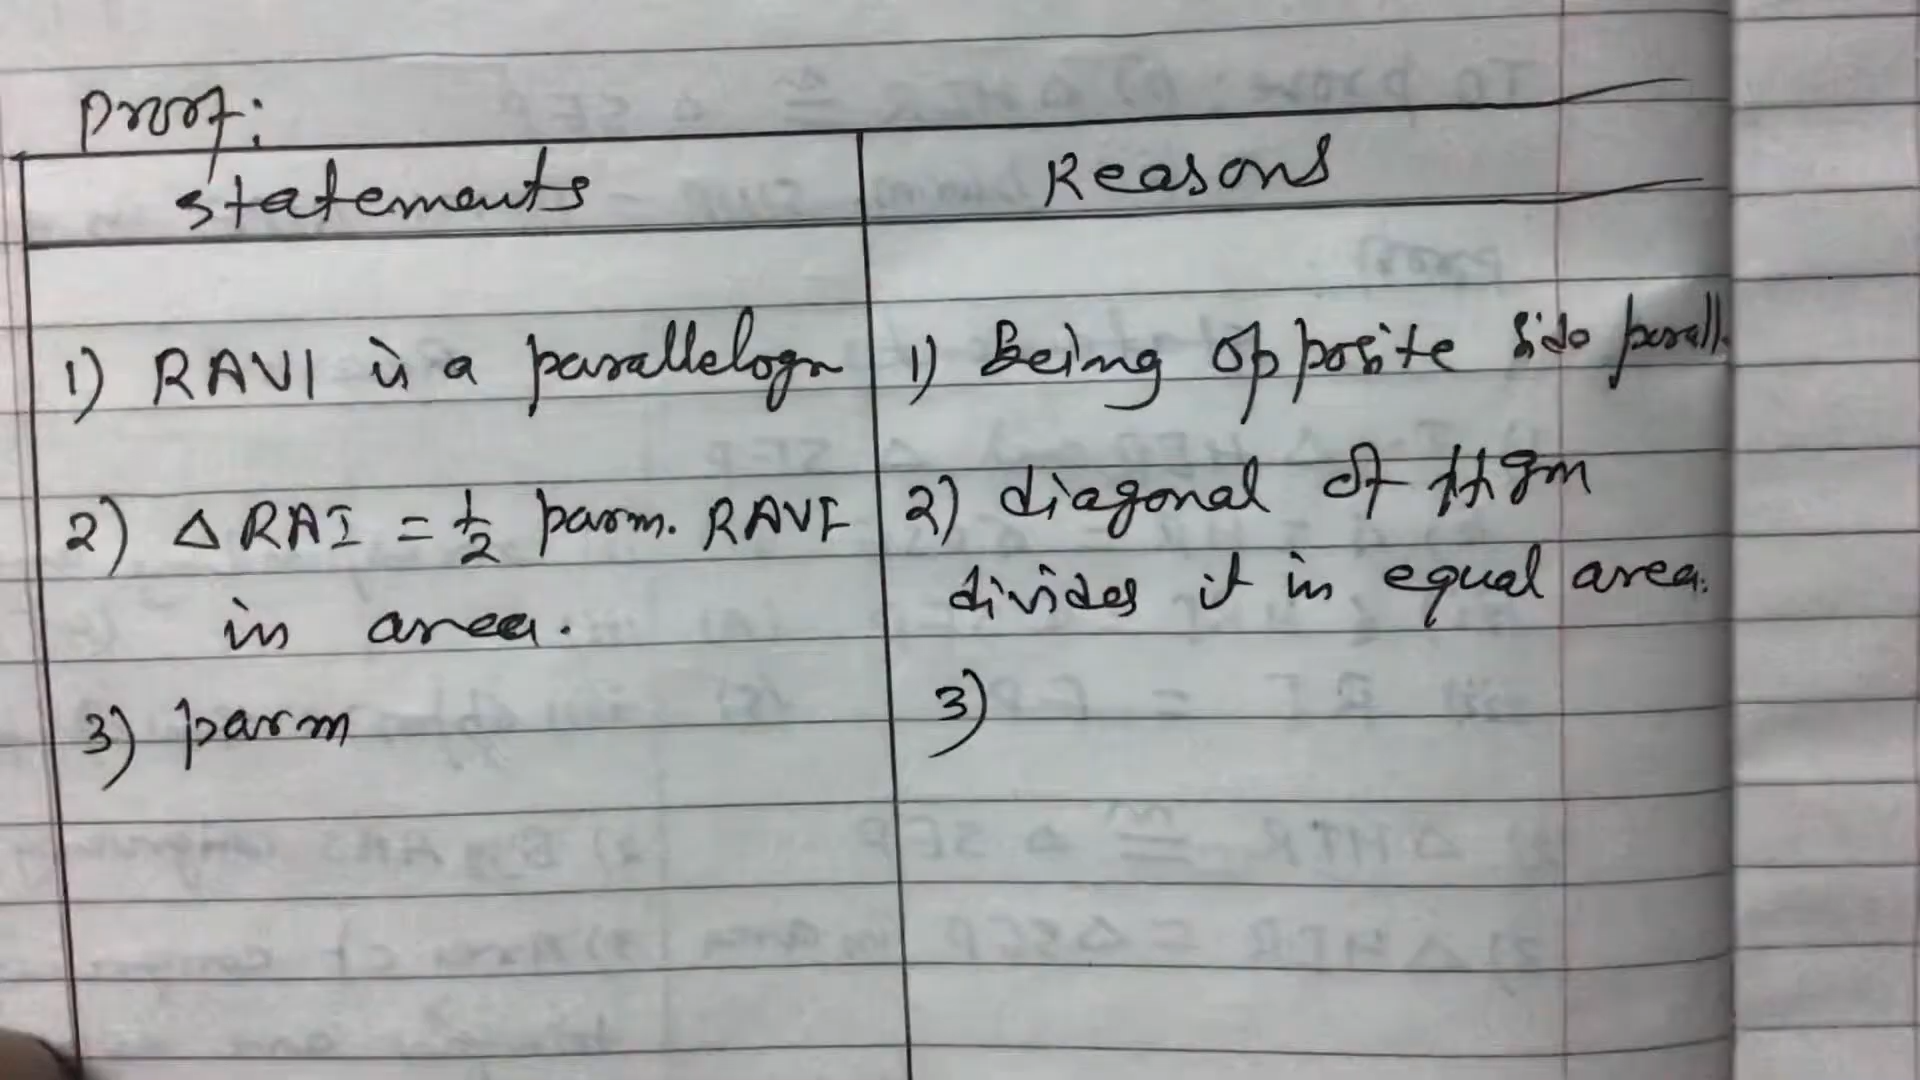 Proof:
statements Reasons
1) RAVI is a parallelogm 1) Being opposite side parall.
2) △ RAI = 1/2 parm. RAVI 2) diagonal of //gm
in area. divides it in equal area.
3) parm 3)